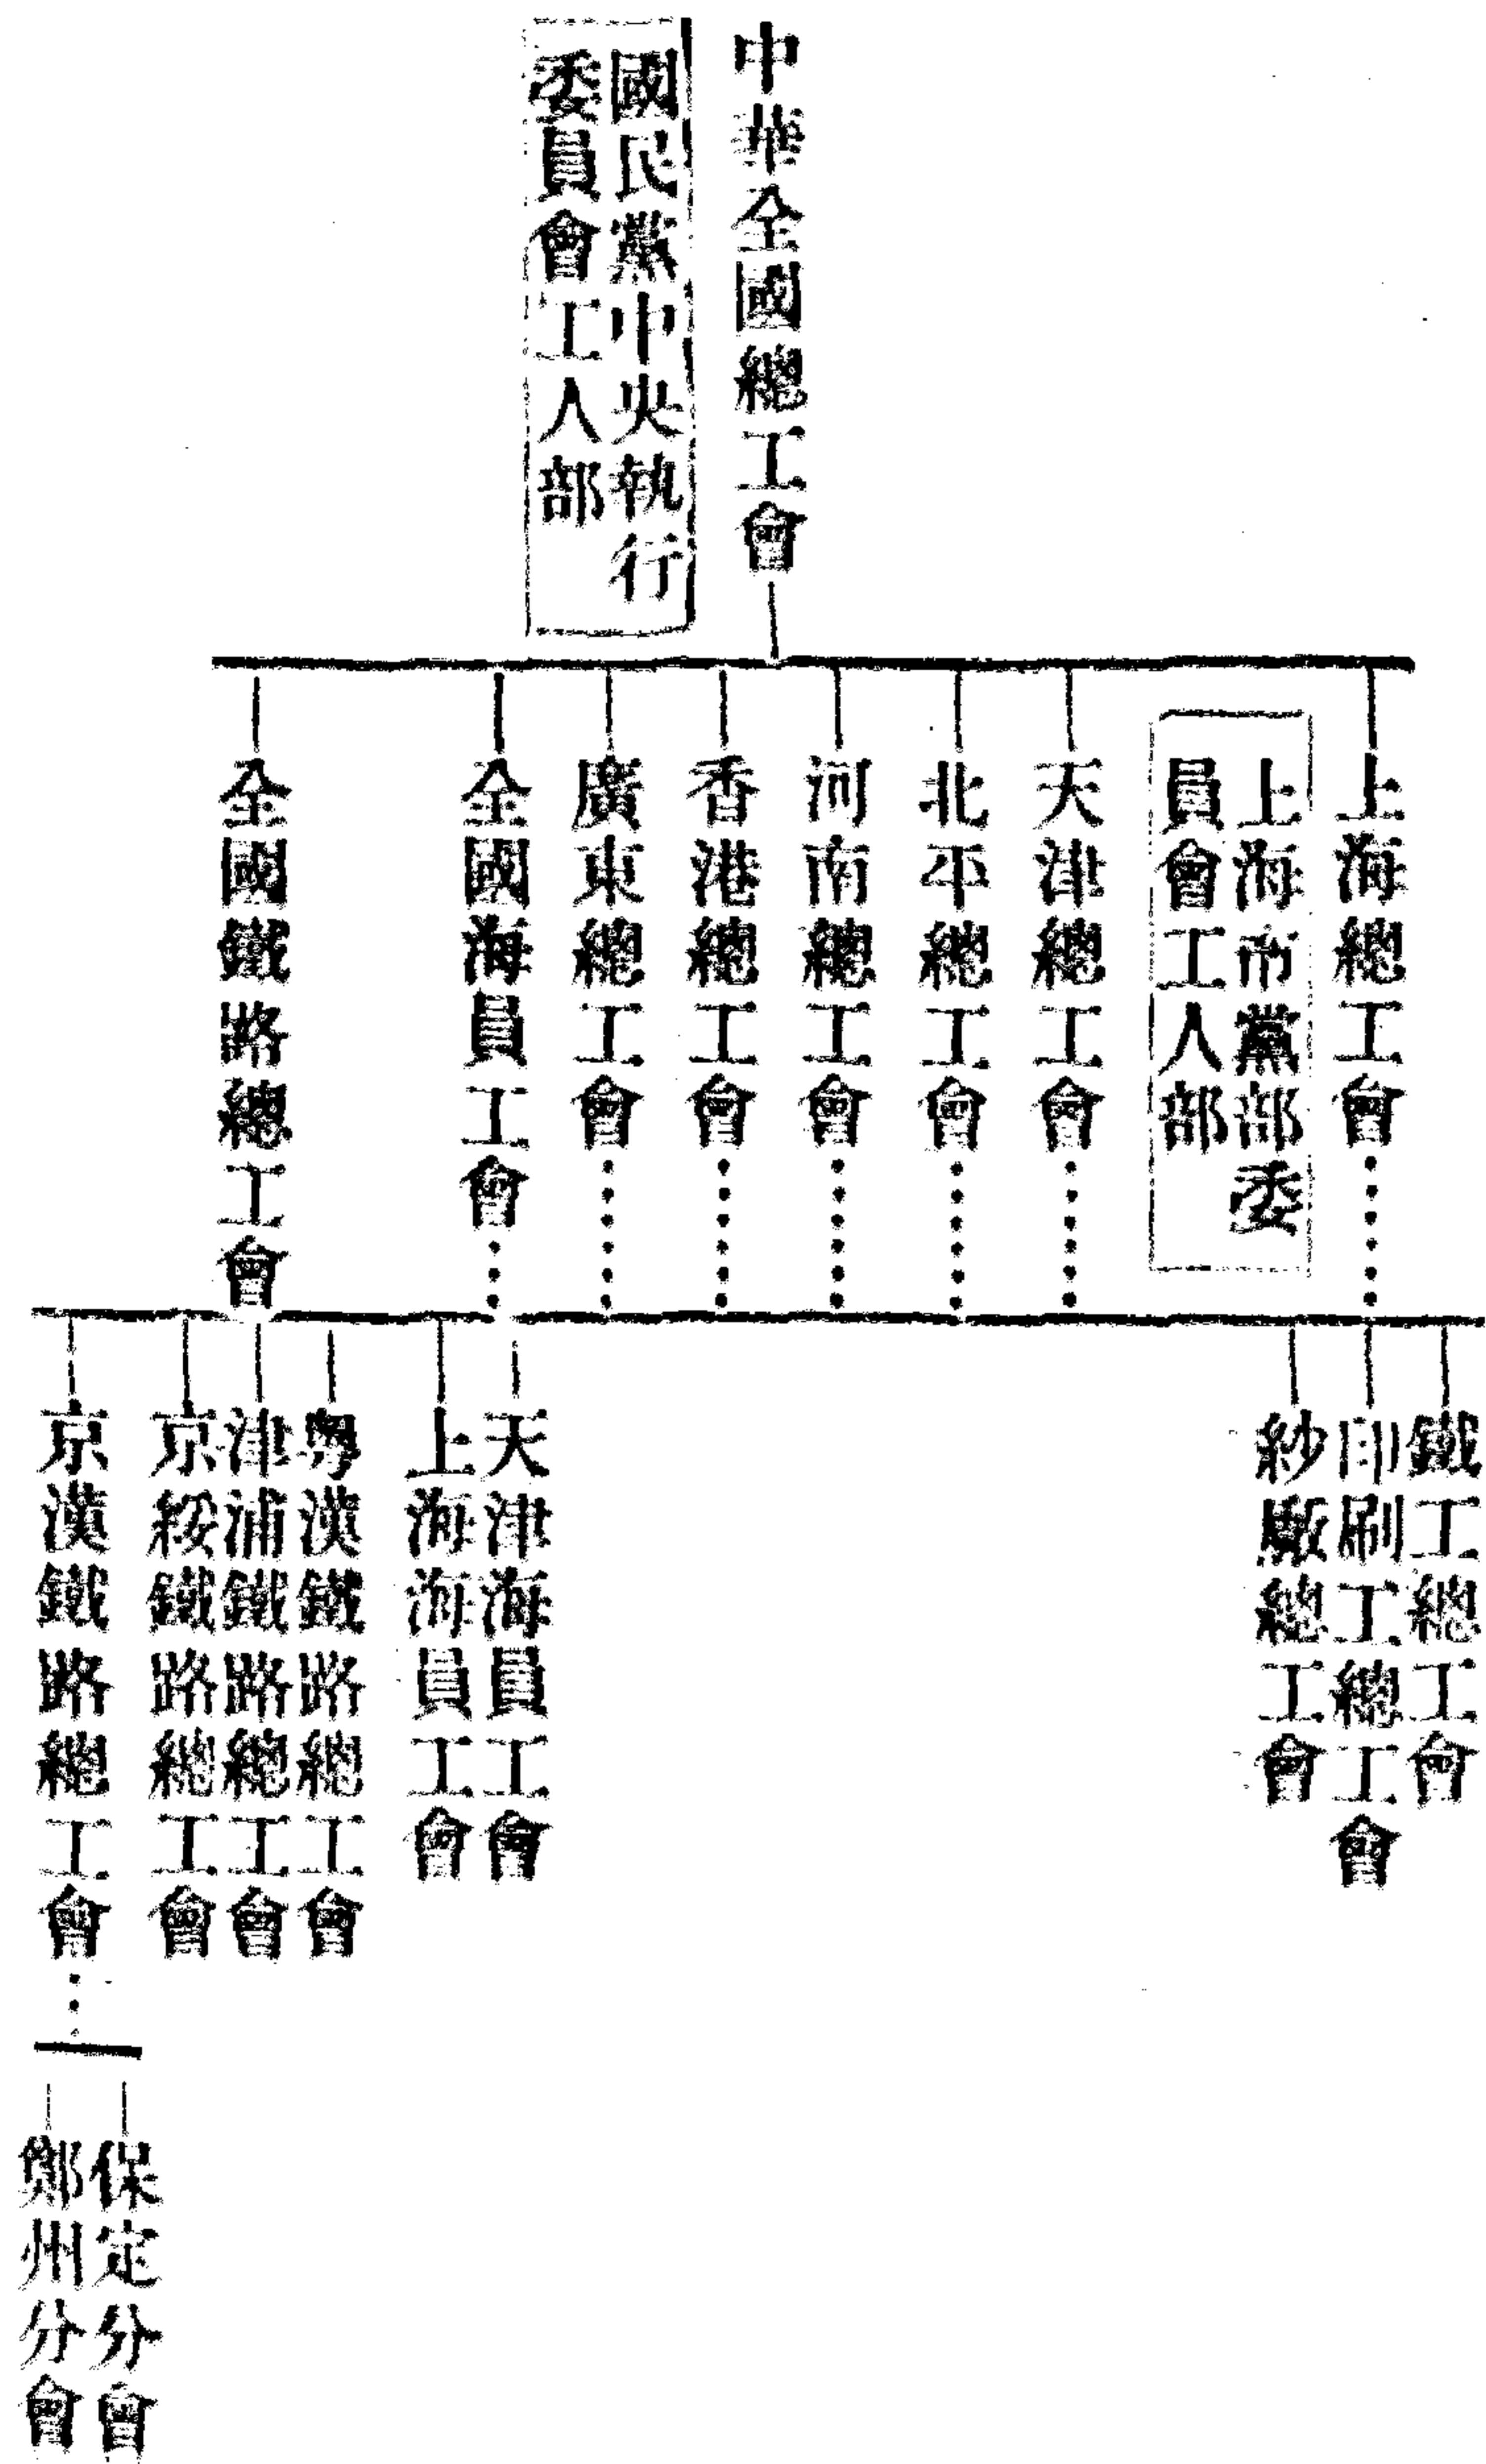 中華全國總工會
國民黨中央執行
委員會工人部
上海總工會
上海市黨部委
員會工人部
天津總工會
北平總工會
河南總工會
香港總工會
廣東總工會
全國海員工會
全國鐵路總工會
鐵工總工會
印刷工總工會
紗廠總工會
天津海員工會
上海海員工會
粵漢鐵路總工會
津浦鐵路總工會
京綏鐵路總工會
京漢鐵路總工會
保定分會
鄭州分會